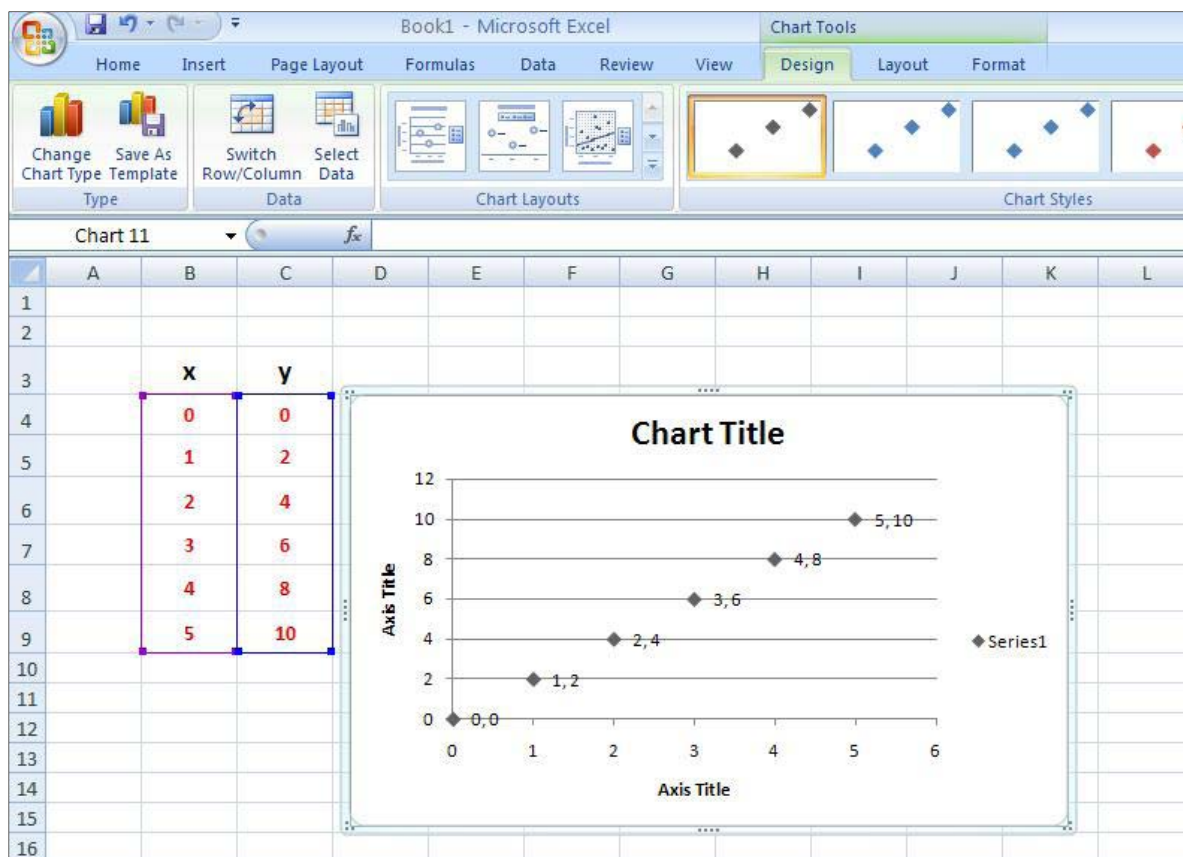 Book1 - Microsoft Excel
Chart Tools
Home Insert Page Layout Formulas Data Review View Design Layout Format
Change Chart Type
Save As Template
Switch Row/Column
Select Data
Type Data Chart Layouts Chart Styles
Chart 11 fx
A B C D E F G H I J K L
1
2
3 x y
4 0 0
5 1 2
6 2 4
7 3 6
8 4 8
9 5 10
10
11
12
13
14
15
16
Chart Title
12
10
8
6
4
2
0
Axis Title
5, 10
4, 8
3, 6
2, 4
1, 2
0, 0
Series1
0 1 2 3 4 5 6
Axis Title